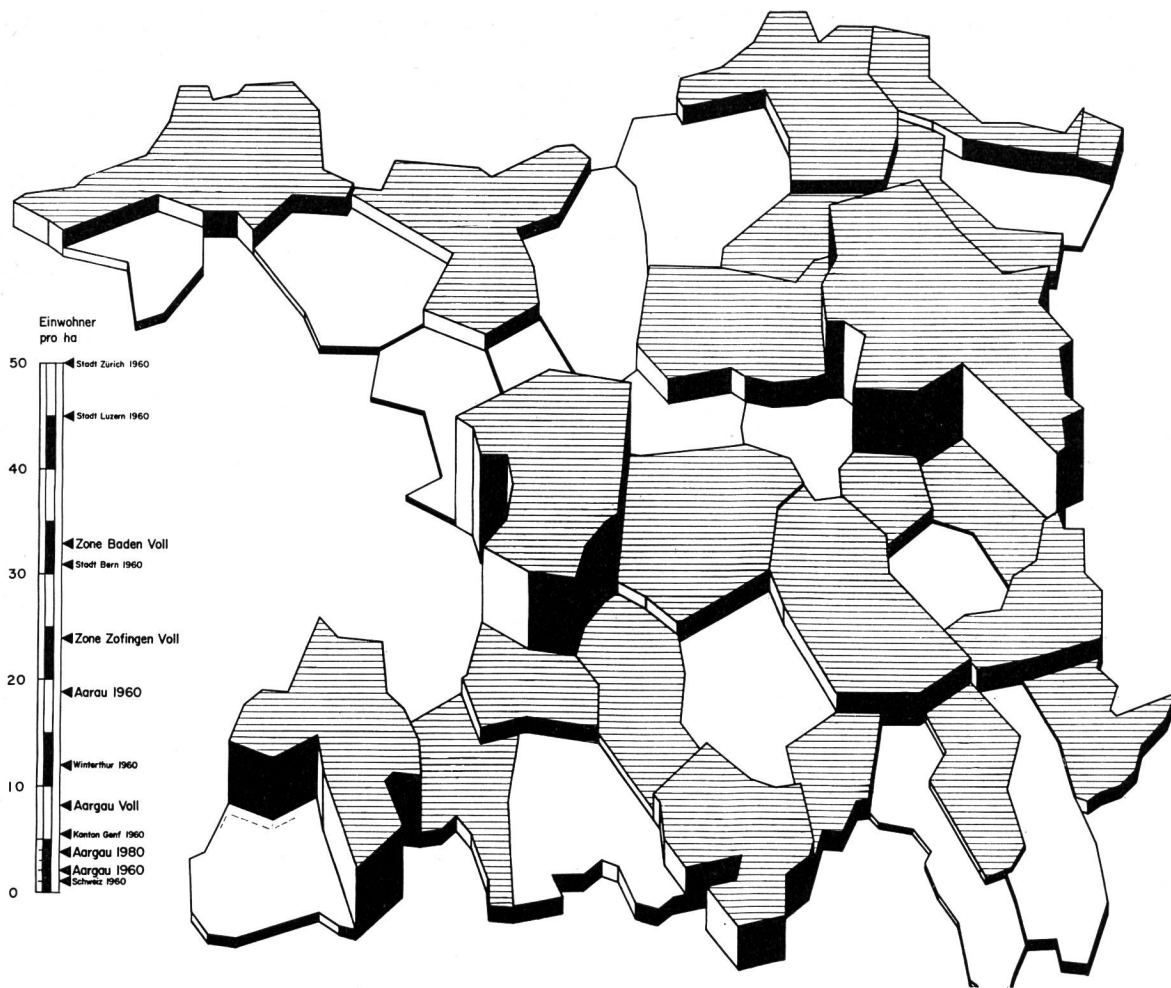 Einwohner
pro ha
50 Stadt Zürich 1960
Stadt Luzern 1960
40
Zone Baden Voll
Stadt Bern 1960
30
Zone Zofingen Voll
20
Aarau 1960
Winterthur 1960
10
Aargau Voll
Kanton Genf 1960
Aargau 1980
Aargau 1960
Schweiz 1960
0